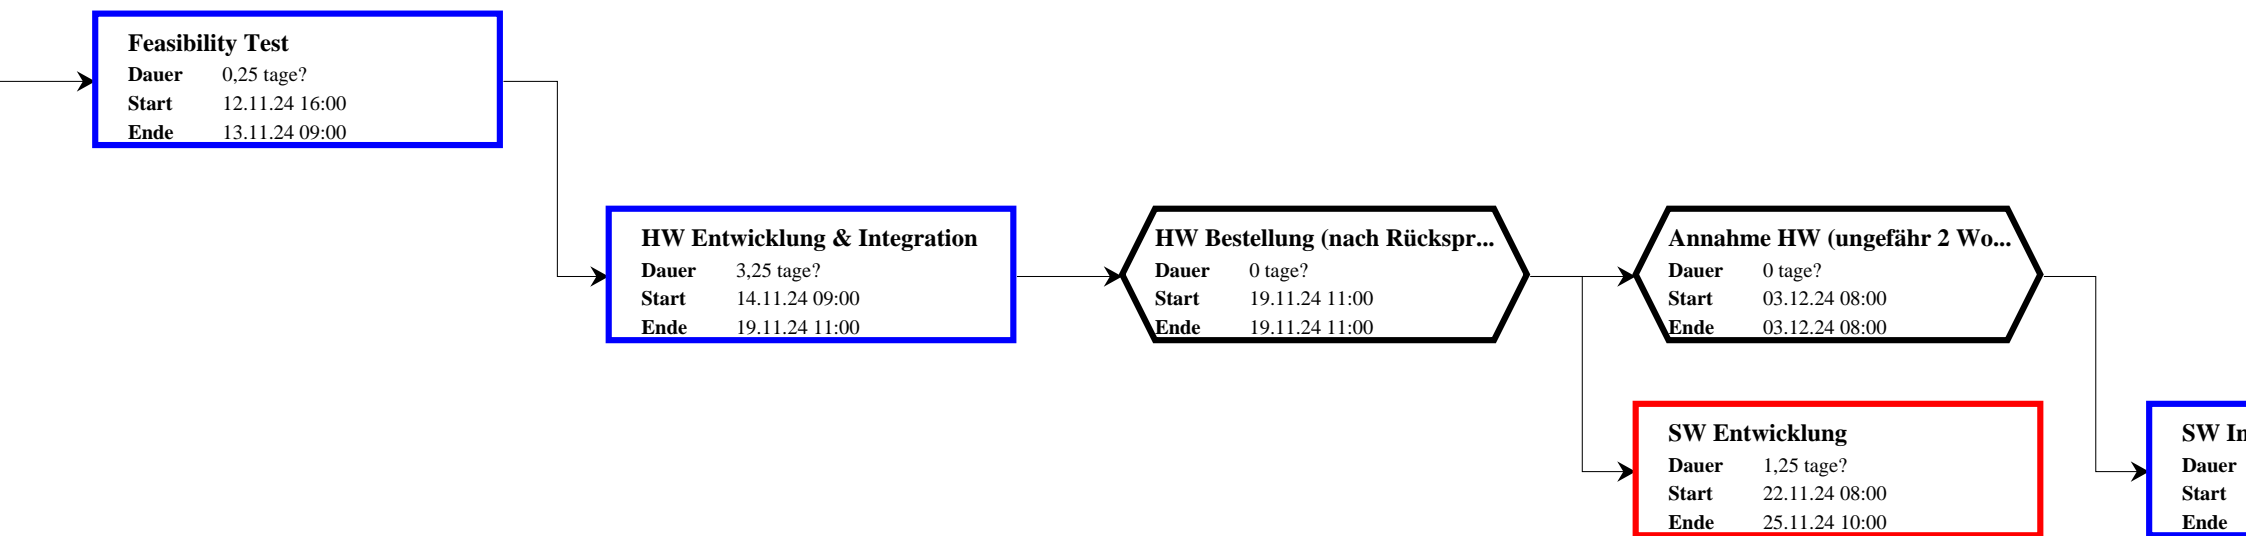 Feasibility Test
Dauer 0,25 tage?
Start 12.11.24 16:00
Ende 13.11.24 09:00
HW Entwicklung & Integration
Dauer 3,25 tage?
Start 14.11.24 09:00
Ende 19.11.24 11:00
HW Bestellung (nach Rückspr...
Dauer 0 tage?
Start 19.11.24 11:00
Ende 19.11.24 11:00
Annahme HW (ungefähr 2 Wo...
Dauer 0 tage?
Start 03.12.24 08:00
Ende 03.12.24 08:00
SW Entwicklung
Dauer 1,25 tage?
Start 22.11.24 08:00
Ende 25.11.24 10:00
SW
Dauer
Start
Ende